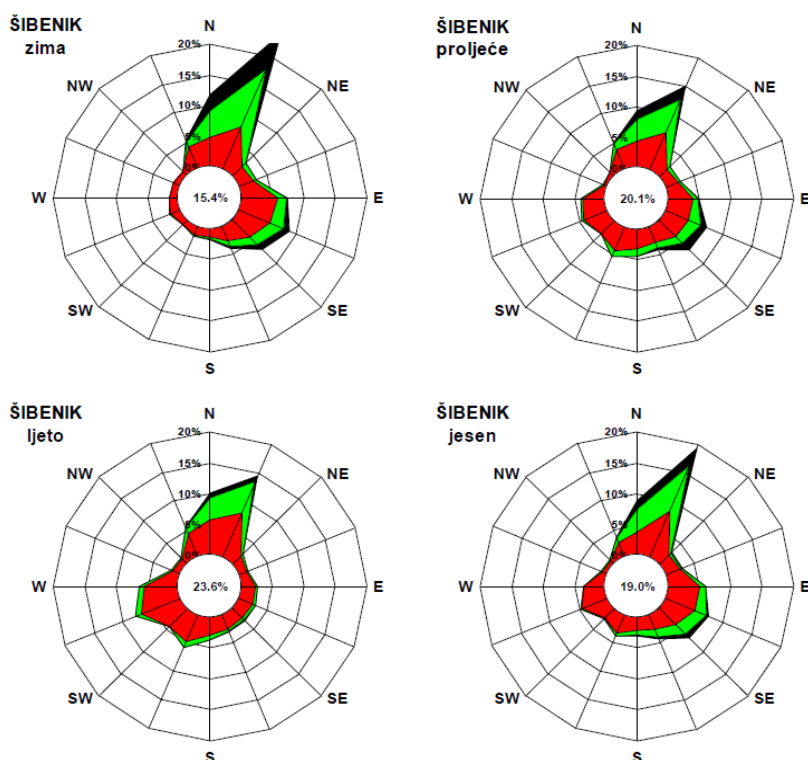 ŠIBENIK
zima
N
20%
15%
10%
5%
0%
NW
NE
W
15.4%
E
SW
SE
S
ŠIBENIK
proljeće
N
20%
15%
10%
5%
0%
NW
NE
W
20.1%
E
SW
SE
S
ŠIBENIK
ljeto
N
20%
15%
10%
5%
0%
NW
NE
W
23.6%
E
SW
SE
S
ŠIBENIK
jesen
N
20%
15%
10%
5%
0%
NW
NE
W
19.0%
E
SW
SE
S